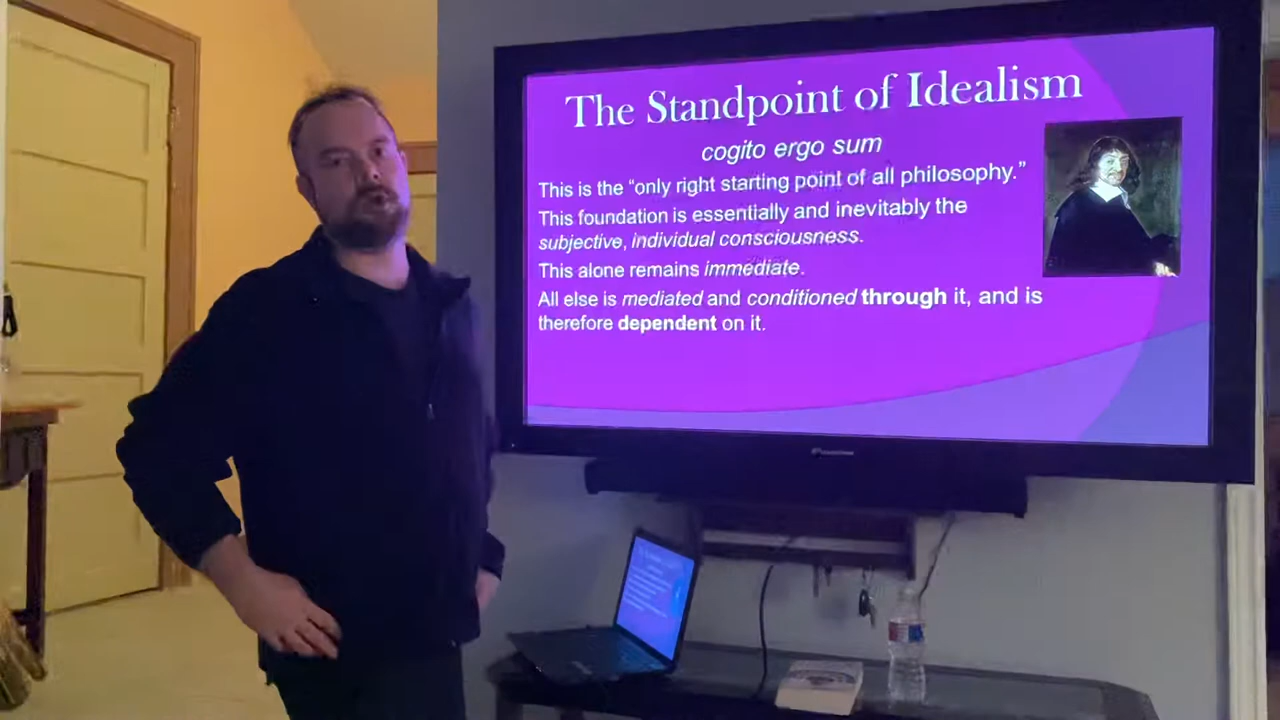 The Standpoint of Idealism
cogito ergo sum
This is the “only right starting point of all philosophy.”
This foundation is essentially and inevitably the
subjective, individual consciousness.
This alone remains immediate.
All else is mediated and conditioned through it, and is
therefore dependent on it.